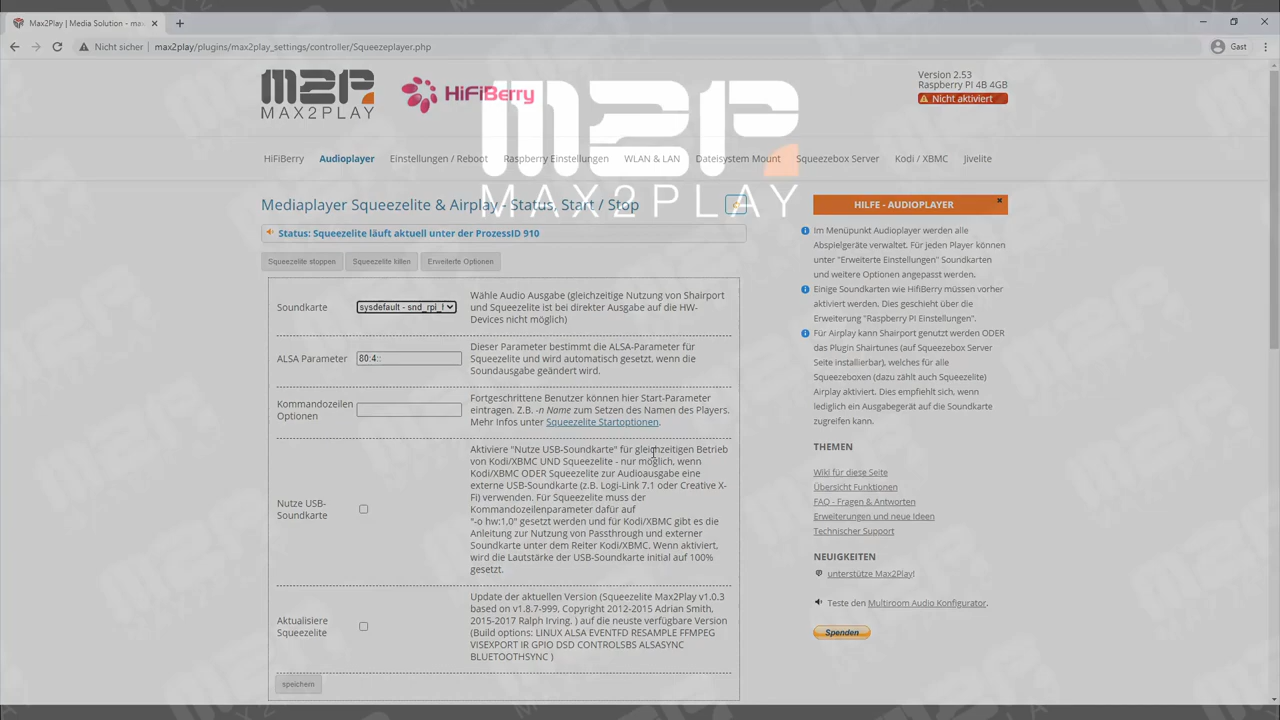 Max2Play | Media Solution - max
Nicht sicher
max2play/plugins/max2play_settings/controller/Squeezeplayer.php
Gast
M2P
MAX2PLAY
HiFiBerry
M2P
MAX2PLAY
Version 2.53
Raspberry PI 4B 4GB
Nicht aktiviert
HiFiBerry
Audioplayer
Einstellungen / Reboot
Raspberry Einstellungen
WLAN & LAN
Dateisystem Mount
Squeezebox Server
Kodi / XBMC
Jivelite
Mediaplayer Squeezelite & Airplay - Status, Start / Stop
Status: Squeezelite läuft aktuell unter der ProzessID 910
Squeezelite stoppen
Squeezelite killen
Erweiterte Optionen
Soundkarte
sysdefault - snd_rpi_
Wähle Audio Ausgabe (gleichzeitige Nutzung von Shairport
und Squeezelite ist bei direkter Ausgabe auf die HW-
Devices nicht möglich)
ALSA Parameter
80:4::
Dieser Parameter bestimmt die ALSA-Parameter für
Squeezelite und wird automatisch gesetzt, wenn die
Soundausgabe geändert wird.
Kommandozeilen
Optionen
Fortgeschrittene Benutzer können hier Start-Parameter
eintragen. Z.B. -n Name zum Setzen des Namen des Players.
Mehr Infos unter Squeezelite Startoptionen.
Nutze USB-
Soundkarte
Aktiviere "Nutze USB-Soundkarte" für gleichzeitigen Betrieb
von Kodi/XBMC UND Squeezelite - nur möglich, wenn
Kodi/XBMC ODER Squeezelite zur Audioausgabe eine
externe USB-Soundkarte (z.B. Logi-Link 7.1 oder Creative X-
Fi) verwenden. Für Squeezelite muss der
Kommandozeilenparameter dafür auf
"-o hw:1,0" gesetzt werden und für Kodi/XBMC gibt es die
Anleitung zur Nutzung von Passthrough und externer
Soundkarte unter dem Reiter Kodi/XBMC. Wenn aktiviert,
wird die Lautstärke der USB-Soundkarte initial auf 100%
gesetzt.
Aktualisiere
Squeezelite
Update der aktuellen Version (Squeezelite Max2Play v1.0.3
based on v1.8.7-999, Copyright 2012-2015 Adrian Smith,
2015-2017 Ralph Irving. ) auf die neuste verfügbare Version
(Build options: LINUX ALSA EVENTFD RESAMPLE FFMPEG
VISEXPORT IR GPIO DSD CONTROLSBS ALSASYNC
BLUETOOTHSYNC )
speichern
HILFE - AUDIOPLAYER
Im Menüpunkt Audioplayer werden alle
Abspielgeräte verwaltet. Für jeden Player können
unter "Erweiterte Einstellungen" Soundkarten
und weitere Optionen angepasst werden.
Einige Soundkarten wie HifiBerry müssen vorher
aktiviert werden. Dies geschieht über die
Erweiterung "Raspberry PI Einstellungen".
Für Airplay kann Shairport genutzt werden ODER
das Plugin Shairtunes (auf Squeezebox Server
Seite installierbar), welches für alle
Squeezeboxen (dazu zählt auch Squeezelite)
Airplay aktiviert. Dies empfiehlt sich, wenn
lediglich ein Ausgabegerät auf die Soundkarte
zugreifen kann.
THEMEN
Wiki für diese Seite
Übersicht Funktionen
FAQ - Fragen & Antworten
Erweiterungen und neue Ideen
Technischer Support
NEUIGKEITEN
unterstütze Max2Play!
Teste den Multiroom Audio Konfigurator.
Spenden